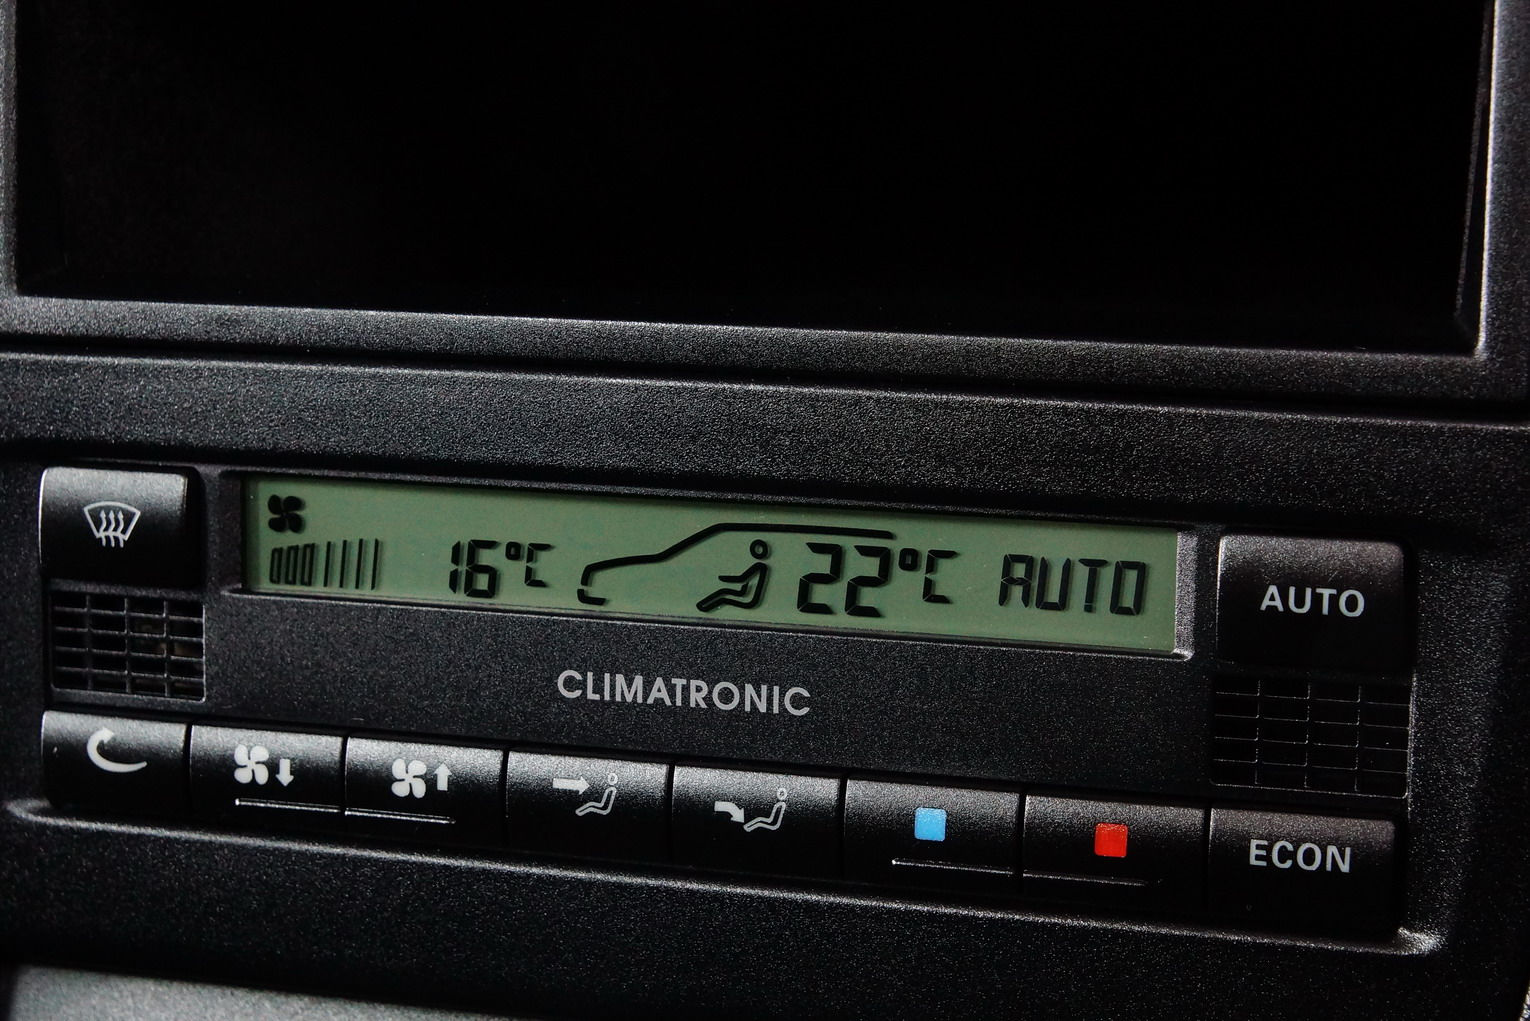 16°C 22°C AUTO
AUTO
CLIMATRONIC
ECON